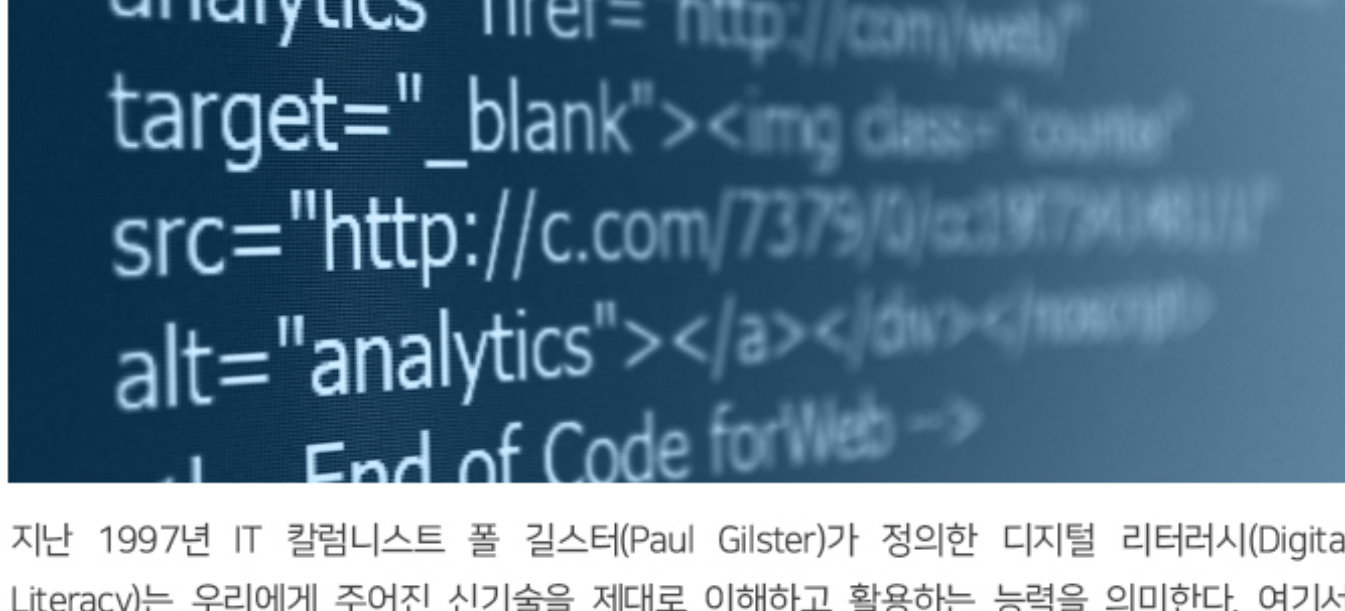 analytics" href="http://com/web/"
target="_blank"><img class="counter"
src="http://c.com/7379/0/
alt="analytics"></a></div></noscript>
End of Code forWeb -->
지난 1997년 IT 칼럼니스트 폴 길스터(Paul Gilster)가 정의한 디지털 리터러시(Digita
Literacy)는 우리에게 주어진 신기술을 제대로 이해하고 활용하는 능력을 의미한다. 여기서